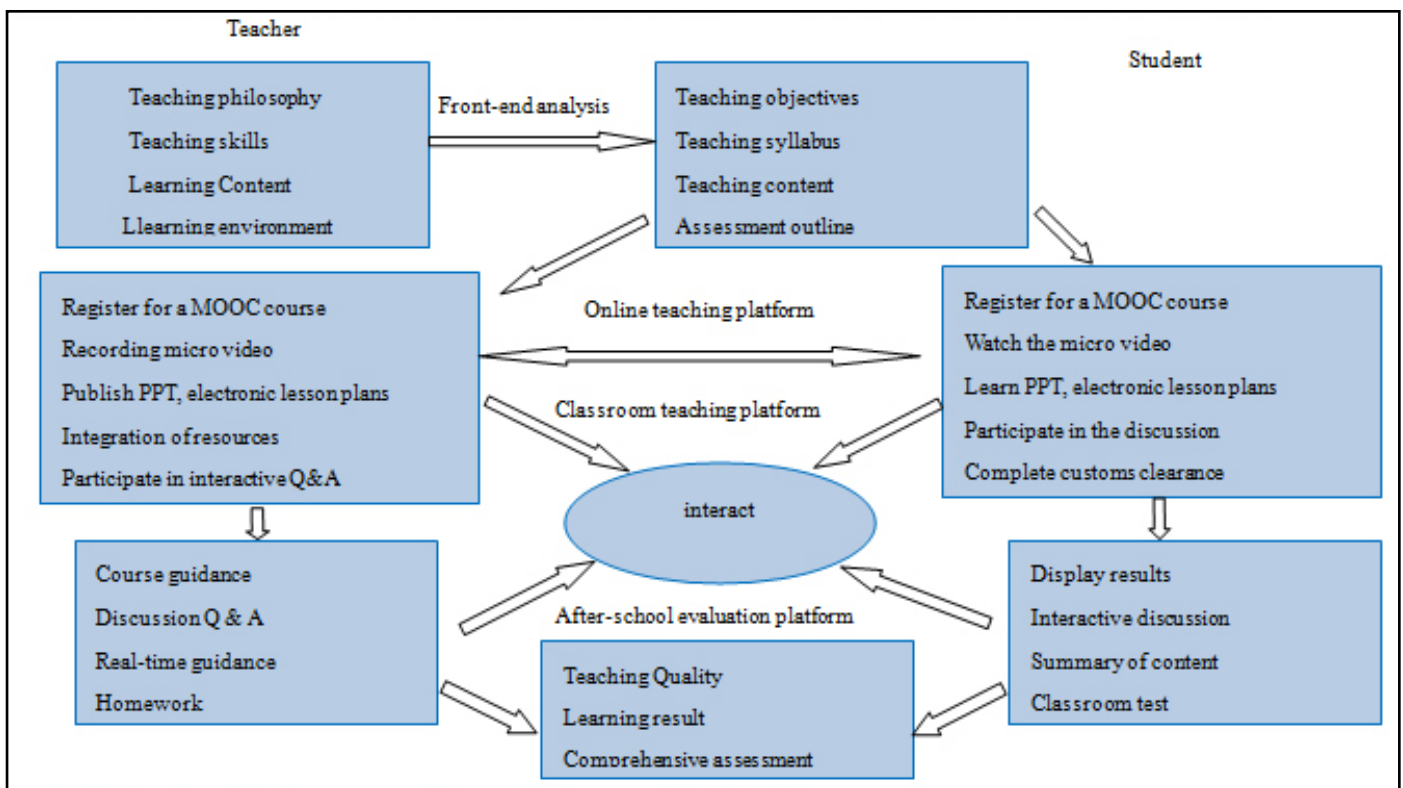 Teacher
Student
Teaching philosophy
Teaching skills
Learning Content
Llearning environment
Front-end analysis
Teaching objectives
Teaching syllabus
Teaching content
Assessment outline
Register for a MOOC course
Recording micro video
Publish PPT, electronic lesson plans
Integration of resources
Participate in interactive Q&A
Online teaching platform
Classroom teaching platform
Register for a MOOC course
Watch the micro video
Learn PPT, electronic lesson plans
Participate in the discussion
Complete customs clearance
interact
Course guidance
Discussion Q & A
Real-time guidance
Homework
After-school evaluation platform
Teaching Quality
Learning result
Comprehensive assessment
Display results
Interactive discussion
Summary of content
Classroom test